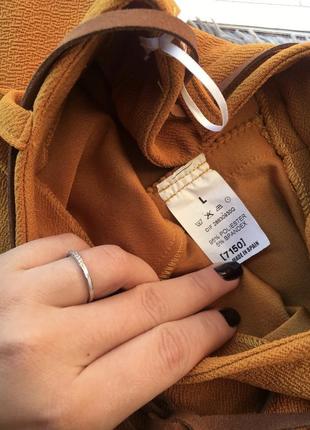 L
95% POLIESTER
5% SPANDEX
[7150]
MADE IN SPAIN